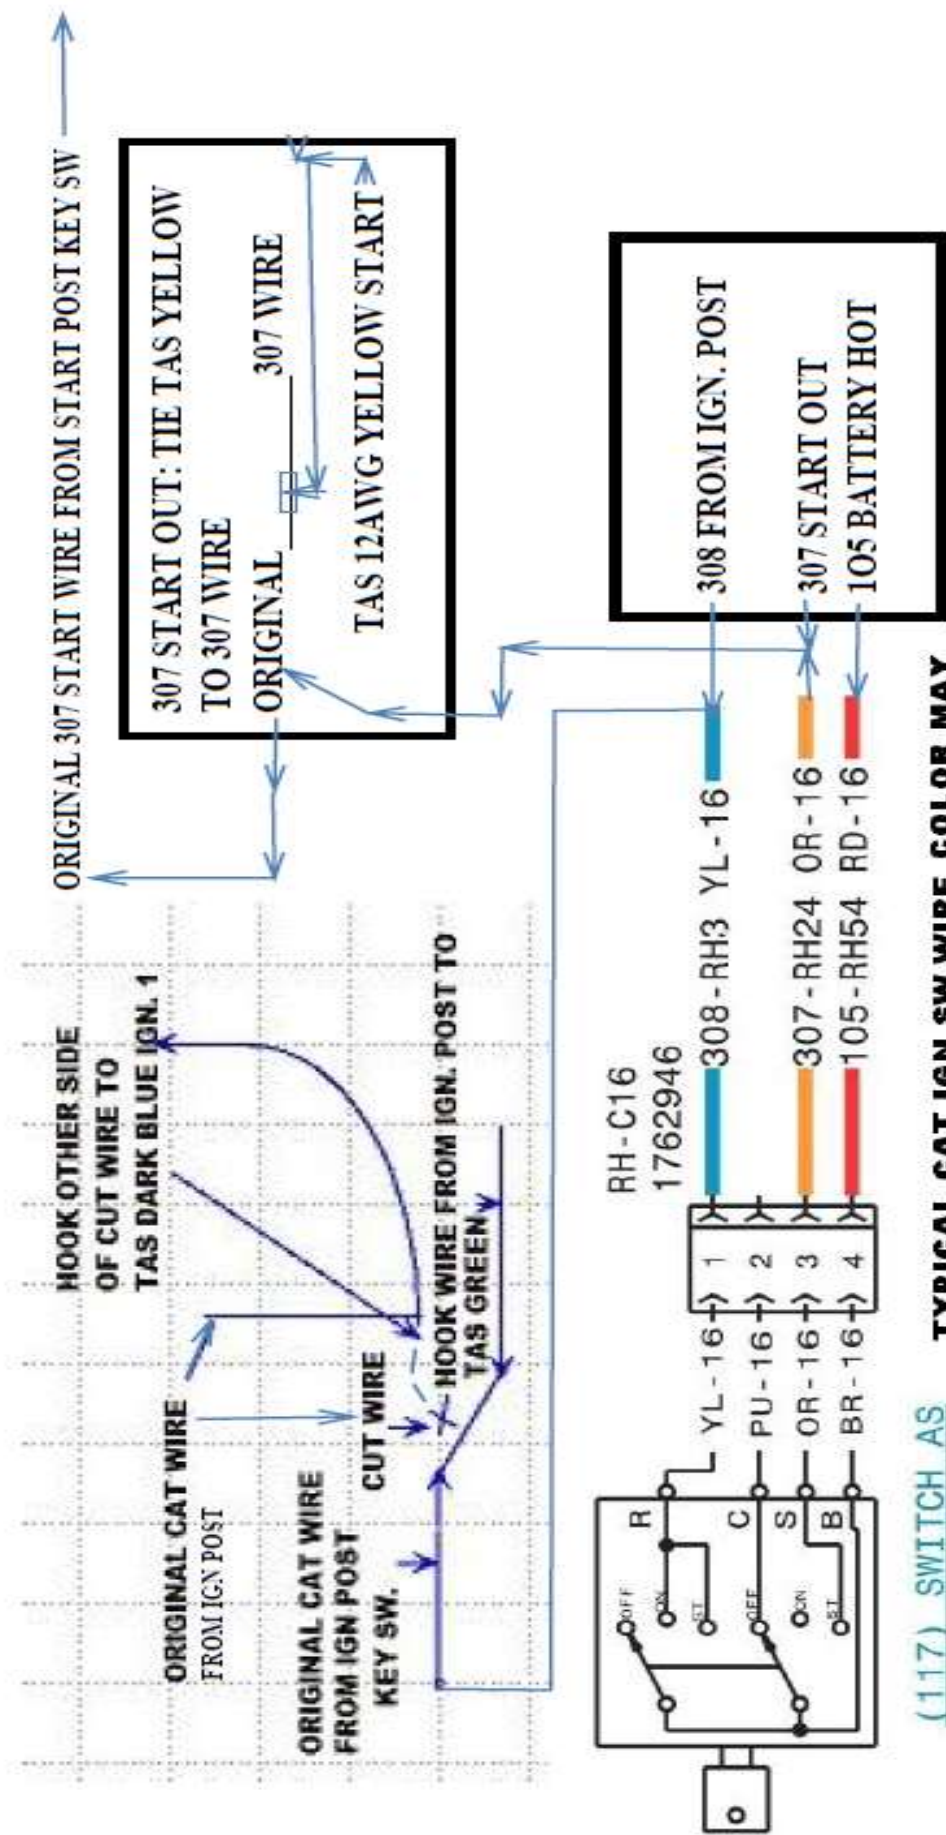 ORIGINAL 307 START WIRE FROM START POST KEY SW
HOOK OTHER SIDE
OF CUT WIRE TO
TAS DARK BLUE IGN. 1
ORIGINAL CAT WIRE
FROM IGN POST
ORIGINAL CAT WIRE
FROM IGN POST
KEY SW.
CUT WIRE
HOOK WIRE FROM IGN. POST TO
TAS GREEN
307 START OUT: TIE TAS YELLOW
TO 307 WIRE
ORIGINAL
307 WIRE
TAS 12AWG YELLOW START
RH-C16
1762946
R
C
S
B
OFF
ON
ST
OFF
ON
ST
YL-16
PU-16
OR-16
BR-16
1
2
3
4
308-RH3 YL-16
307-RH24 OR-16
105-RH54 RD-16
308 FROM IGN. POST
307 START OUT
105 BATTERY HOT
(117) SWITCH AS
TYPICAL CAT IGN SW WIRE COLOR MAY